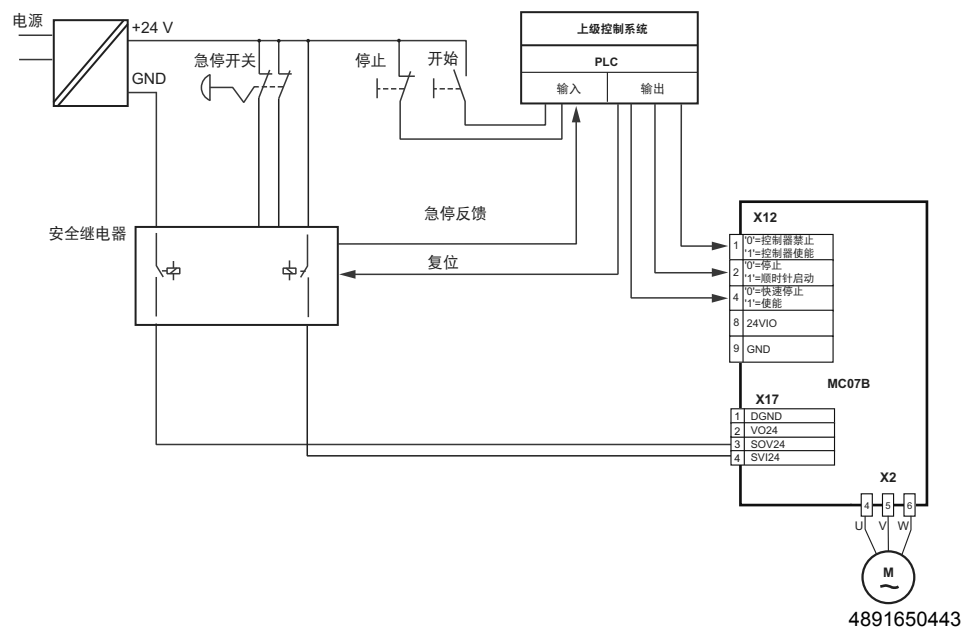 电源
+24 V
GND
急停开关
停止
开始
上级控制系统
PLC
输入
输出
急停反馈
复位
安全继电器
X12
1
'0'=控制器禁止
'1'=控制器使能
2
'0'=停止
'1'=顺时针启动
4
'0'=快速停止
'1'=使能
8 24VIO
9 GND
MC07B
X17
1 DGND
2 VO24
3 SOV24
4 SVI24
X2
4 5 6
U V W
M
~
4891650443